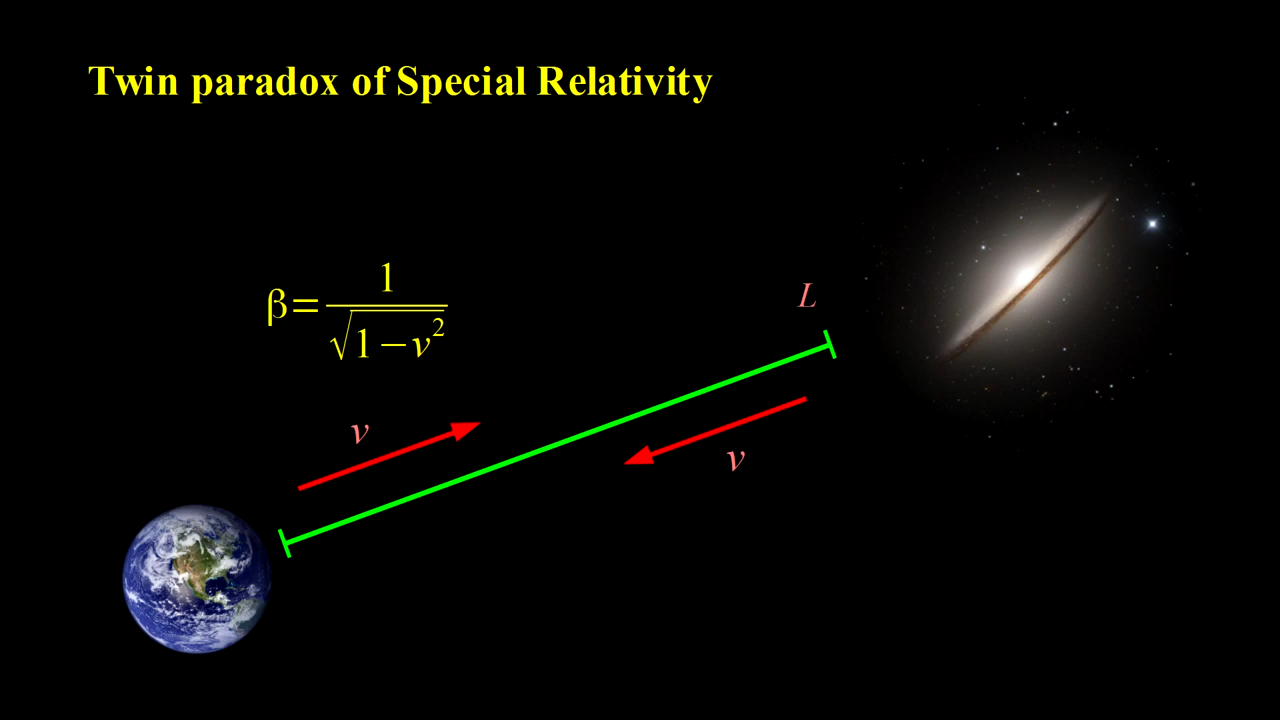 Twin paradox of Special Relativity
β=1/√1−v²
L
v
v